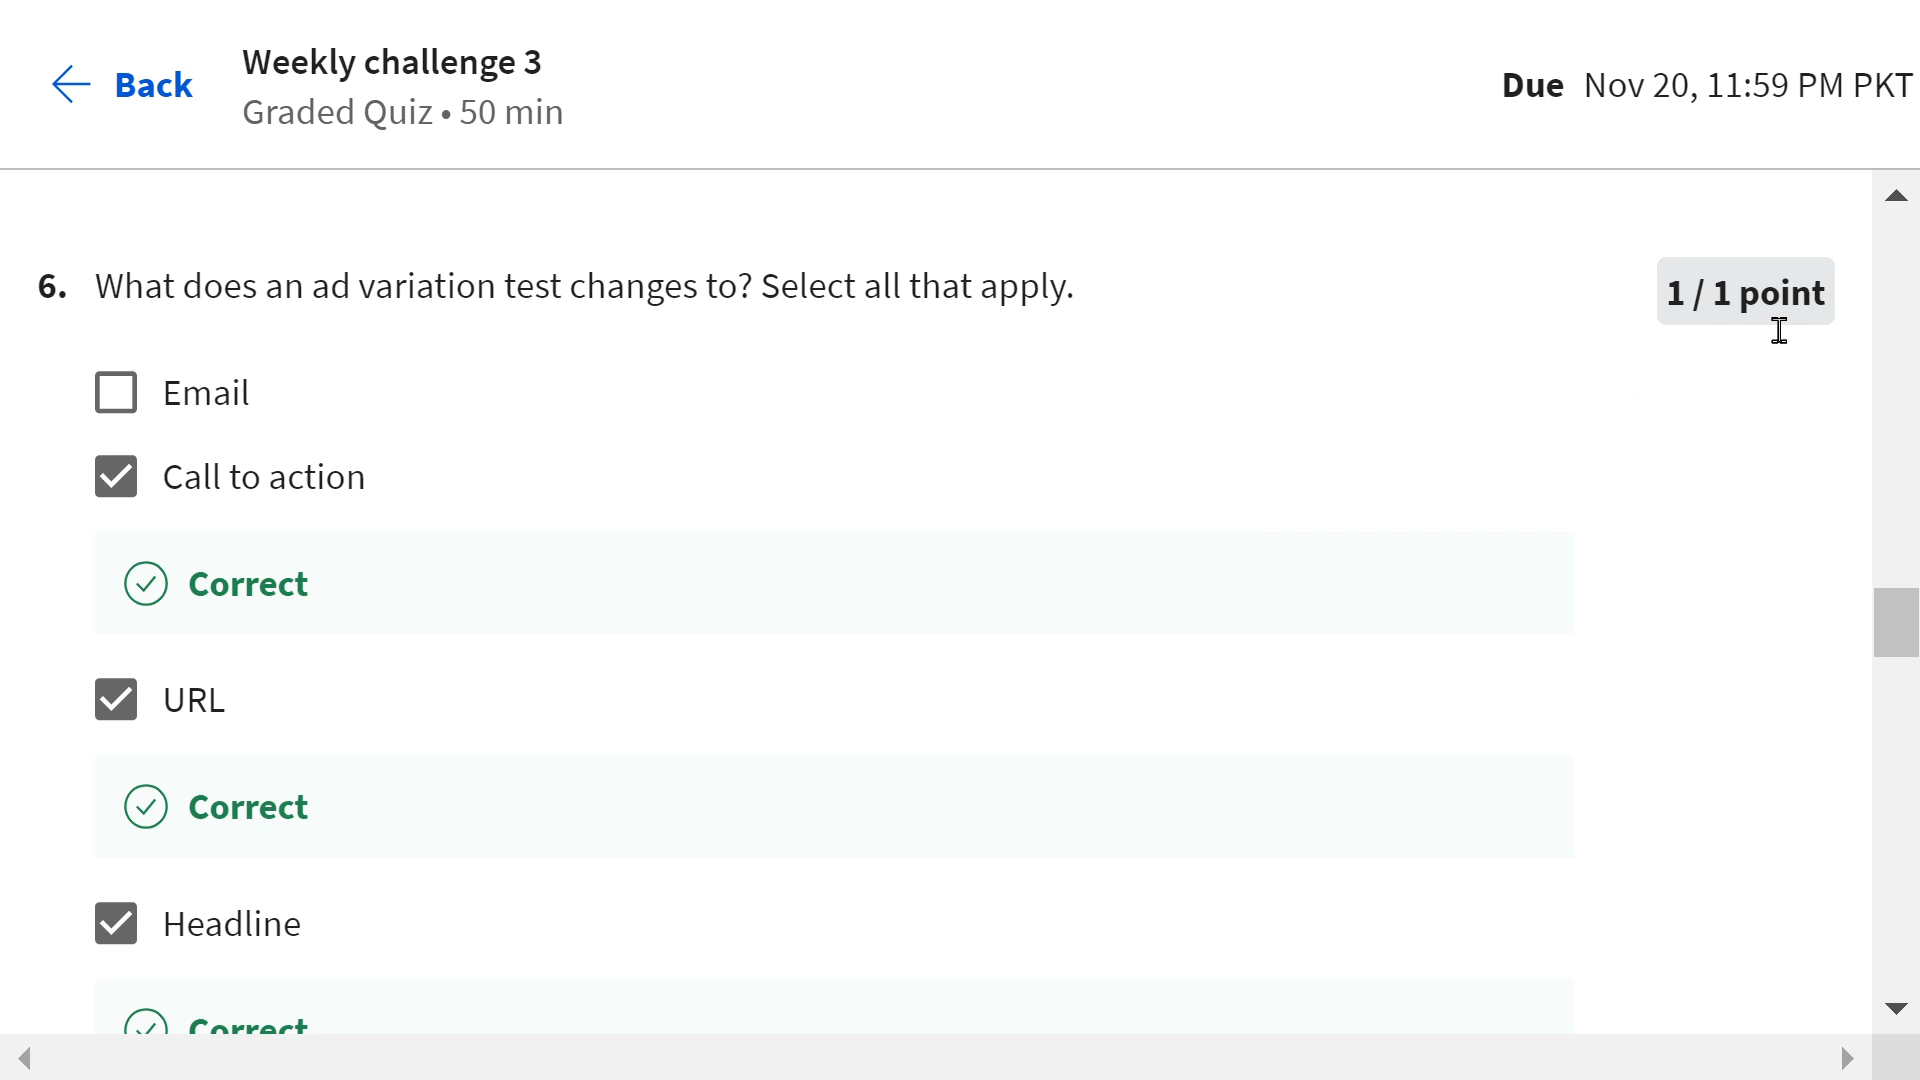 Back
Weekly challenge 3
Graded Quiz • 50 min
Due Nov 20, 11:59 PM PKT
6. What does an ad variation test changes to? Select all that apply.
1 / 1 point
Email
Call to action
Correct
URL
Correct
Headline
Correct